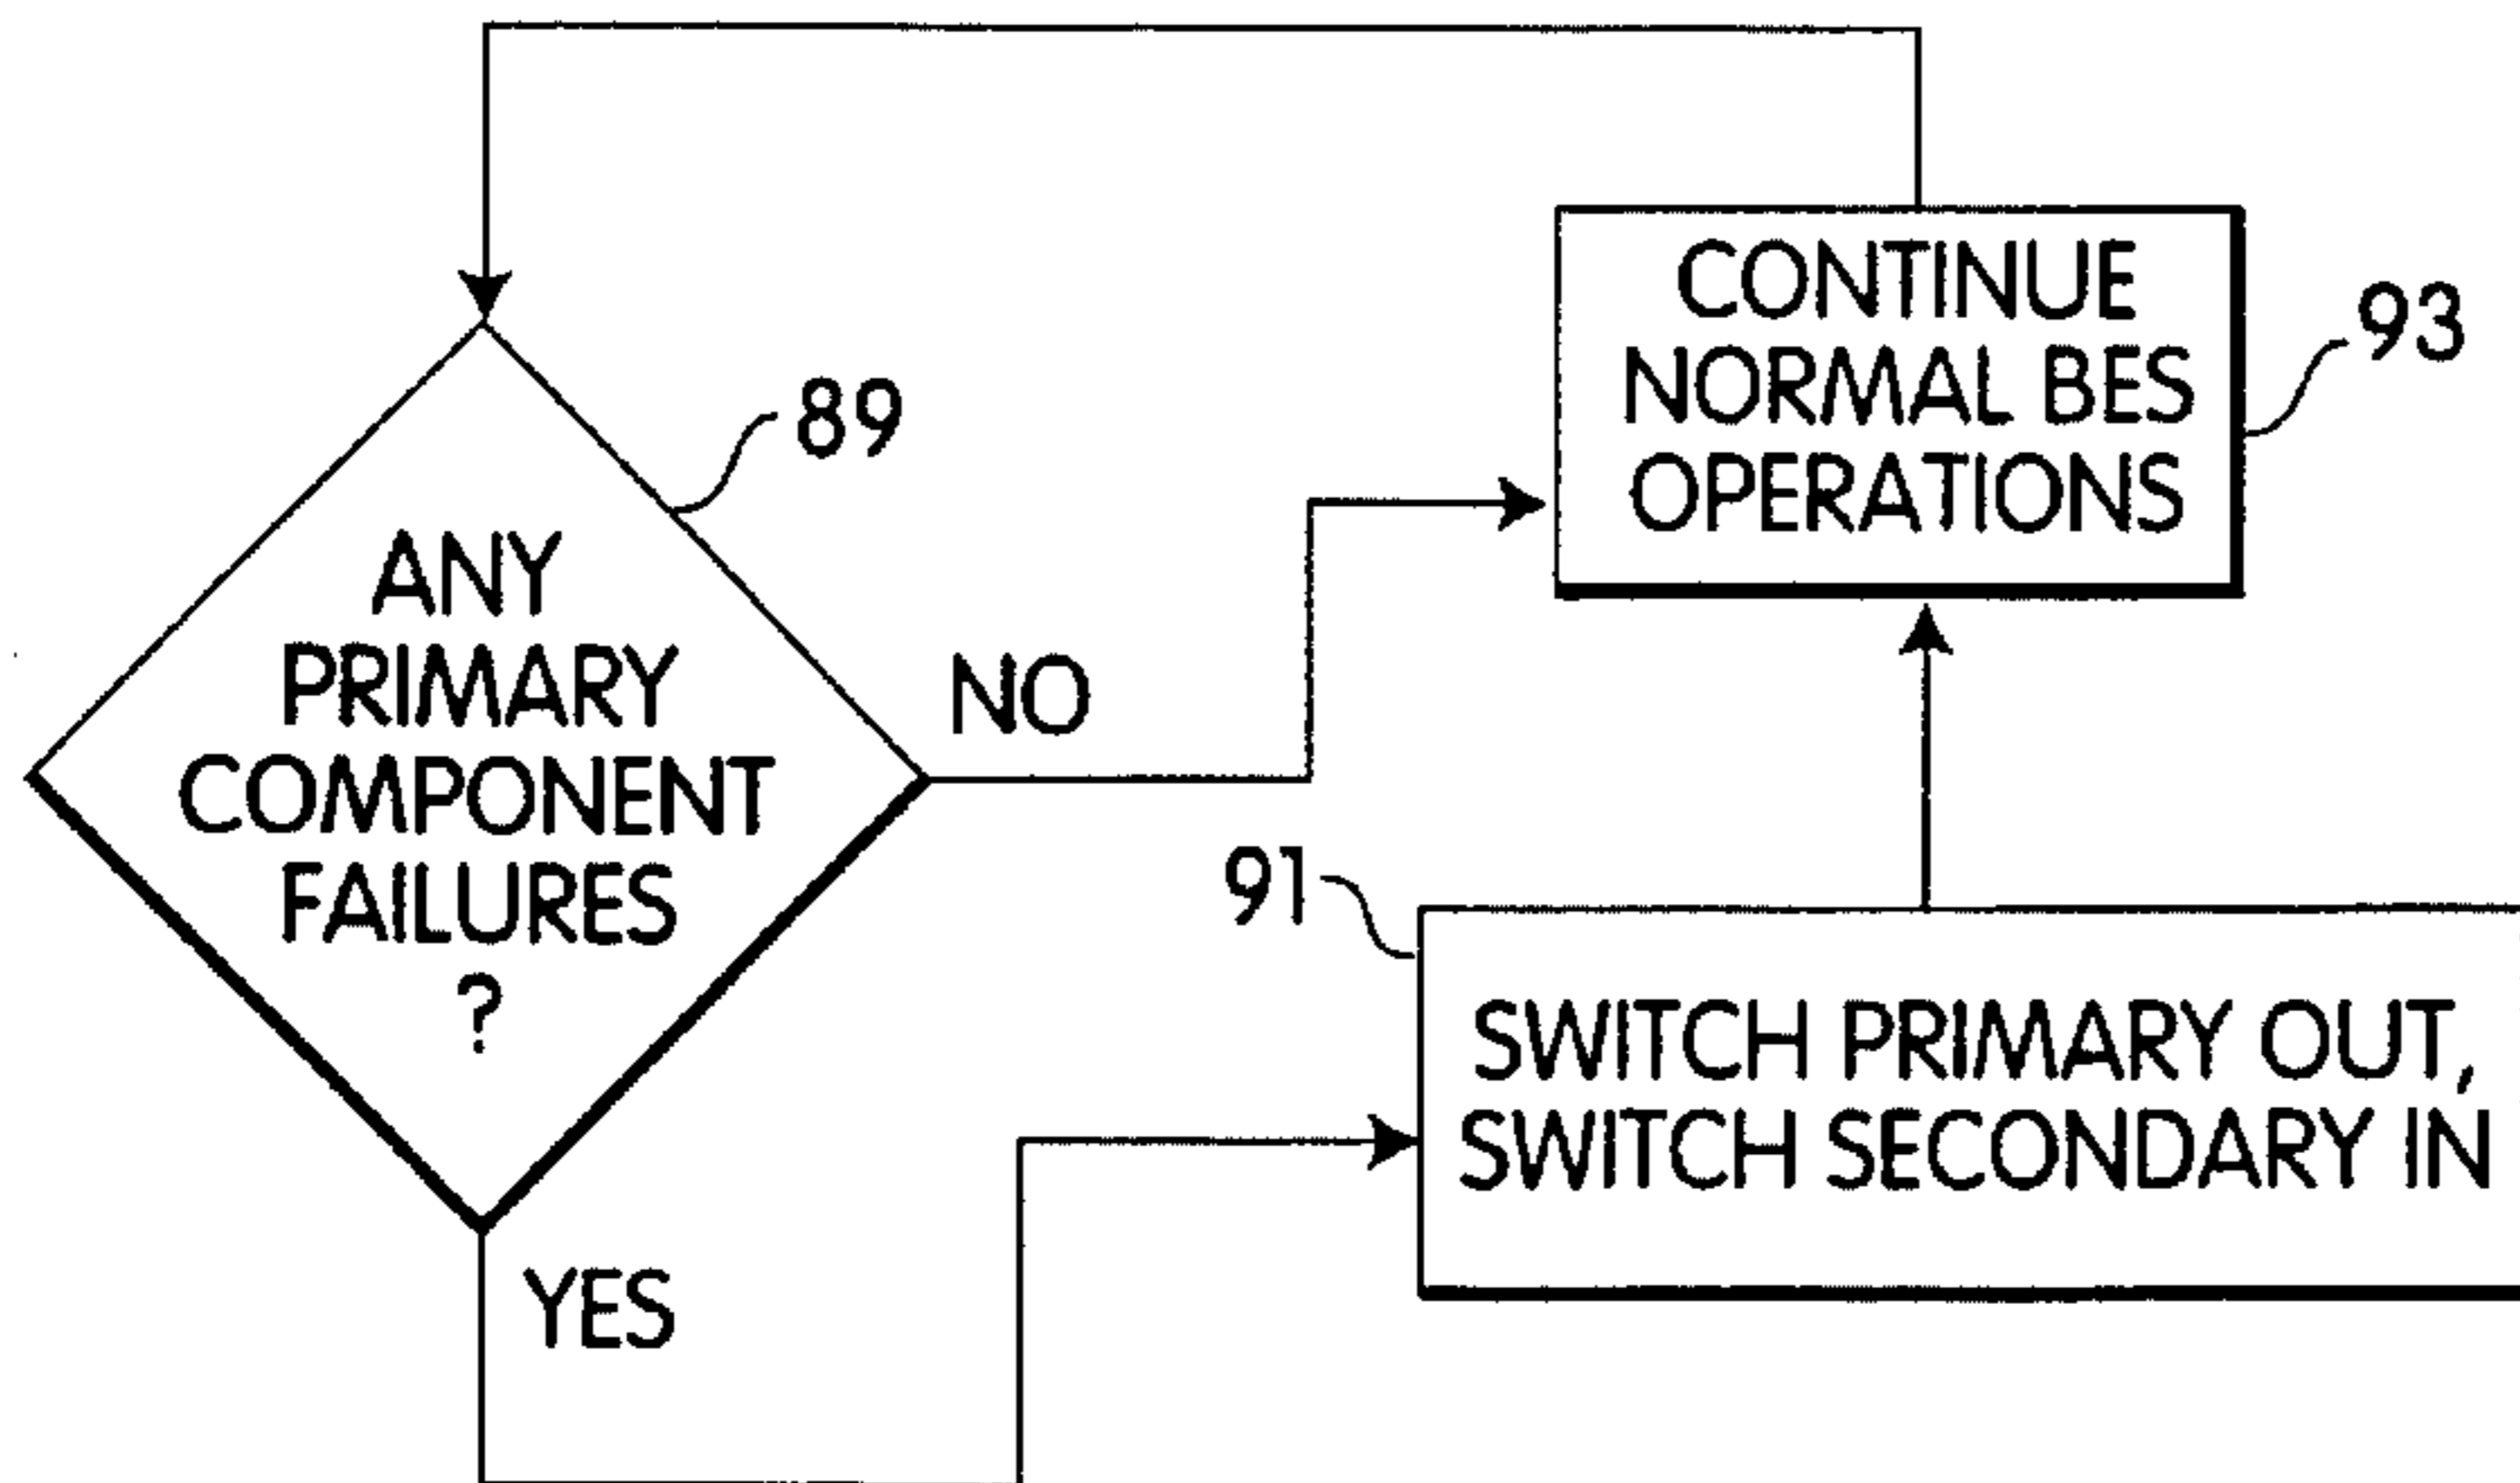 89
ANY
PRIMARY
COMPONENT
FAILURES
?
NO
YES
CONTINUE
NORMAL BES
OPERATIONS
93
91
SWITCH PRIMARY OUT,
SWITCH SECONDARY IN